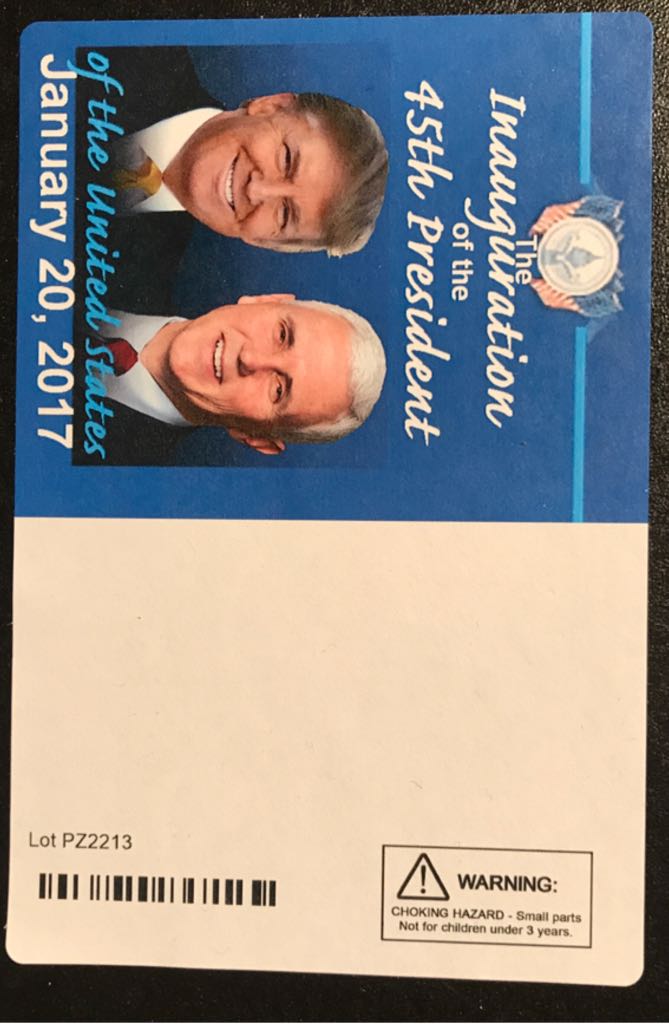 The
Inauguration
of the
45th President
of the United States
January 20, 2017
Lot PZ2213
WARNING:
CHOKING HAZARD - Small parts
Not for children under 3 years.